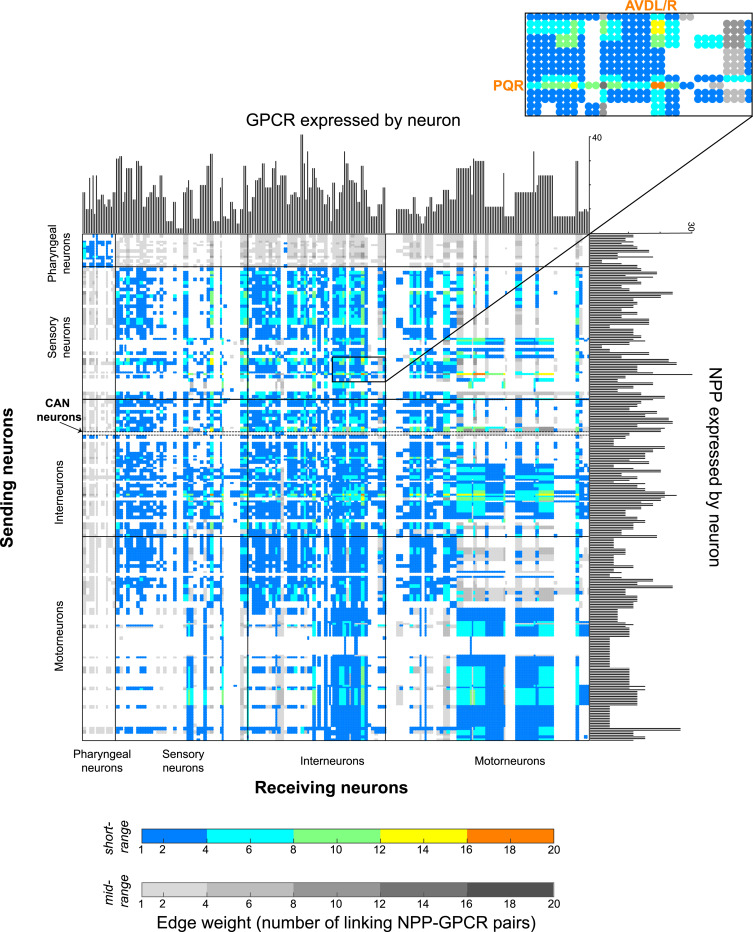 AVDL/R
PQR
GPCR expressed by neuron
40
30
Pharyngeal
neurons
Sensory
neurons
CAN
neurons
Interneurons
Motorneurons
Sending neurons
NPP expressed by neuron
Pharyngeal
neurons
Sensory
neurons
Interneurons
Motorneurons
Receiving neurons
short-
range
1 2 4 6 8 10 12 14 16 18 20
mid-
range
1 2 4 6 8 10 12 14 16 18 20
Edge weight (number of linking NPP-GPCR pairs)